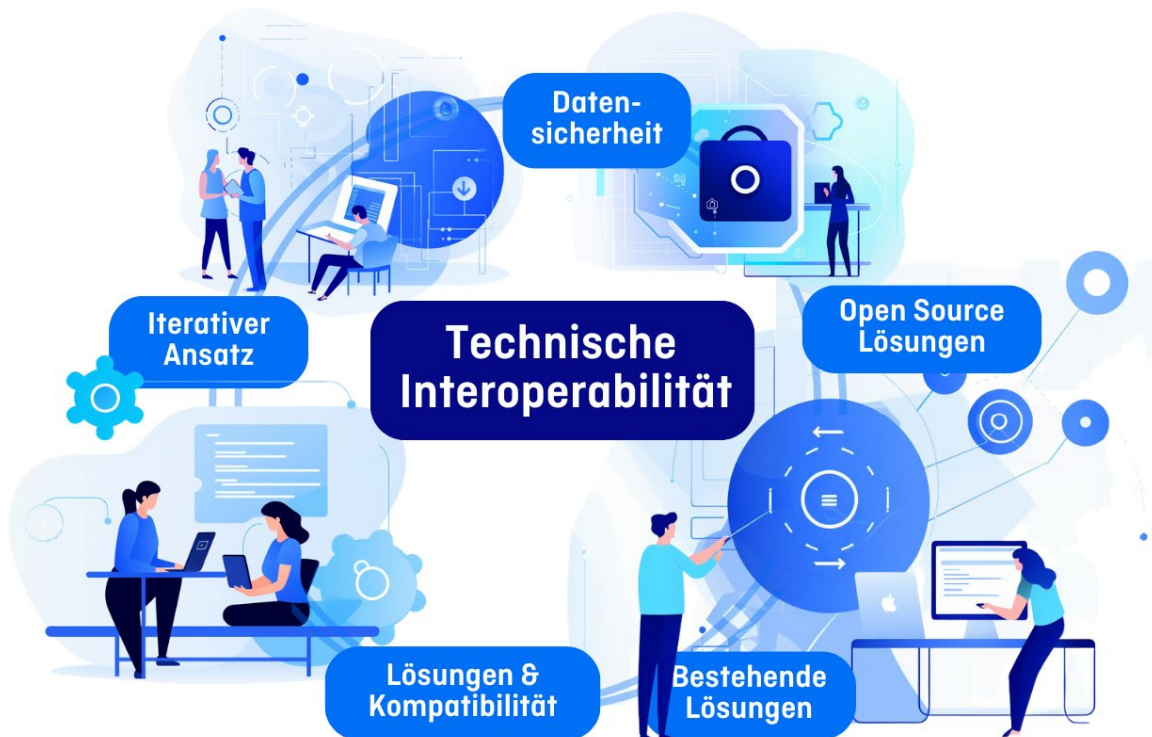 Daten-
sicherheit
Iterativer
Ansatz
Technische
Interoperabilität
Open Source
Lösungen
Lösungen &
Kompatibilität
Bestehende
Lösungen